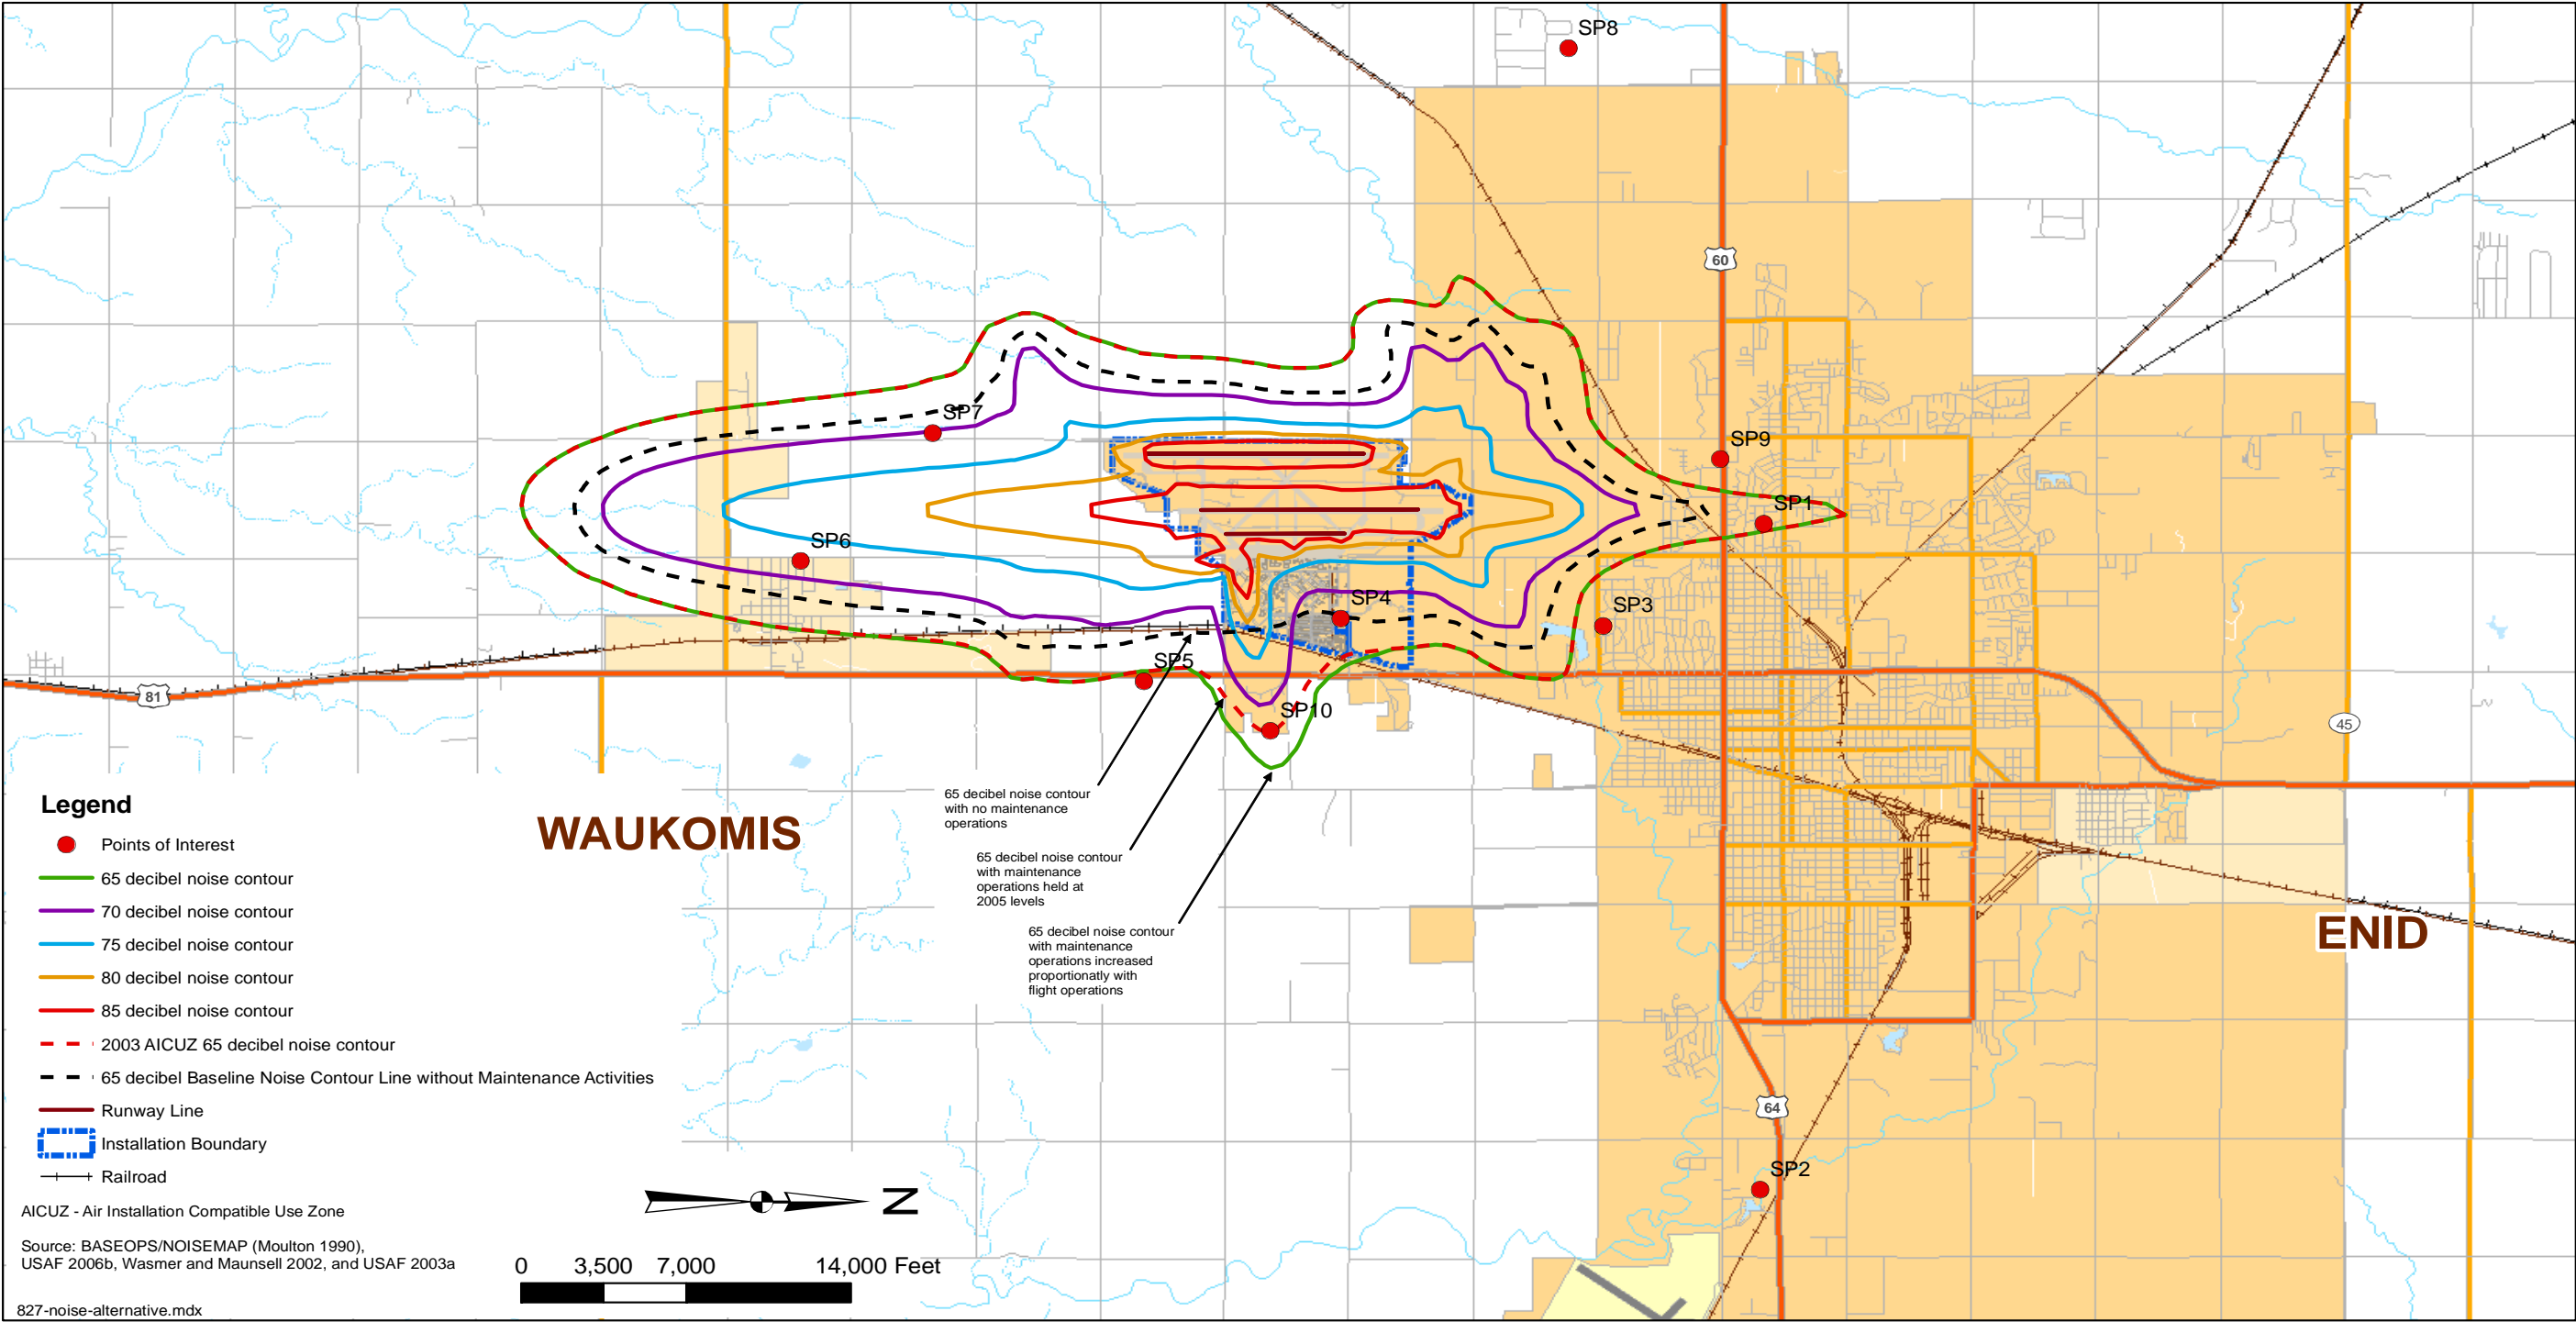 SP8
60
SP9
SP7
SP1
SP6
SP4
SP3
SP5
81
SP10
45
65 decibel noise contour
with no maintenance
operations
65 decibel noise contour
with maintenance
operations held at
2005 levels
65 decibel noise contour
with maintenance
operations increased
proportionatly with
flight operations
WAUKOMIS
ENID
64
SP2
Legend
Points of Interest
65 decibel noise contour
70 decibel noise contour
75 decibel noise contour
80 decibel noise contour
85 decibel noise contour
2003 AICUZ 65 decibel noise contour
65 decibel Baseline Noise Contour Line without Maintenance Activities
Runway Line
Installation Boundary
Railroad
AICUZ - Air Installation Compatible Use Zone
Source: BASEOPS/NOISEMAP (Moulton 1990),
USAF 2006b, Wasmer and Maunsell 2002, and USAF 2003a
827-noise-alternative.mdx
N
0 3,500 7,000 14,000 Feet